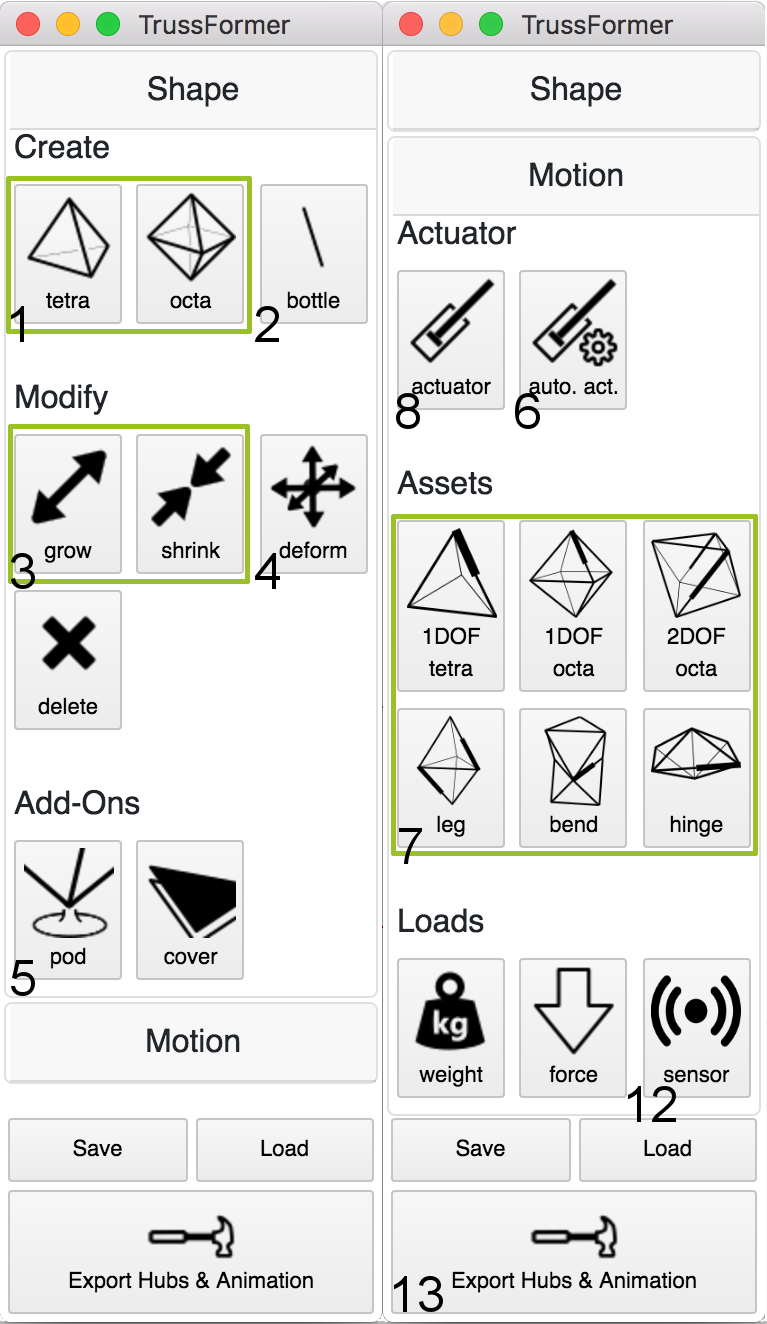 TrussFormer
Shape
Create
tetra octa bottle
1 2
Modify
grow shrink deform
3 4
delete
Add-Ons
pod cover
5
Motion
Save Load
Export Hubs & Animation
TrussFormer
Shape
Motion
Actuator
actuator auto. act.
8 6
Assets
1DOF 1DOF 2DOF
tetra octa octa
leg bend hinge
7
Loads
kg
weight force sensor
12
Save Load
Export Hubs & Animation
13